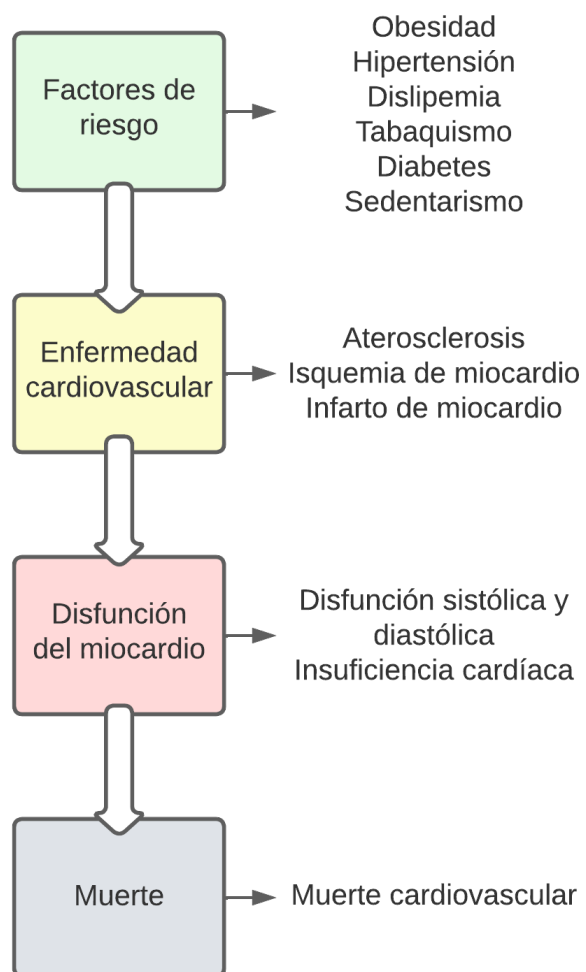 Factores de
riesgo
Obesidad
Hipertensión
Dislipemia
Tabaquismo
Diabetes
Sedentarismo
Enfermedad
cardiovascular
Aterosclerosis
Isquemia de miocardio
Infarto de miocardio
Disfunción
del miocardio
Disfunción sistólica y
diastólica
Insuficiencia cardíaca
Muerte
Muerte cardiovascular